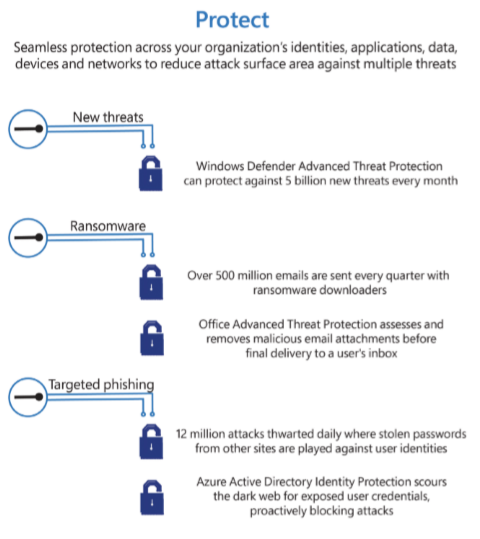 Protect
Seamless protection across your organization's identities, applications, data,
devices and networks to reduce attack surface area against multiple threats
New threats
Windows Defender Advanced Threat Protection
can protect against 5 billion new threats every month
Ransomware
Over 500 million emails are sent every quarter with
ransomware downloaders
Office Advanced Threat Protection assesses and
removes malicious email attachments before
final delivery to a user's inbox
Targeted phishing
12 million attacks thwarted daily where stolen passwords
from other sites are played against user identities
Azure Active Directory Identity Protection scours
the dark web for exposed user credentials,
proactively blocking attacks